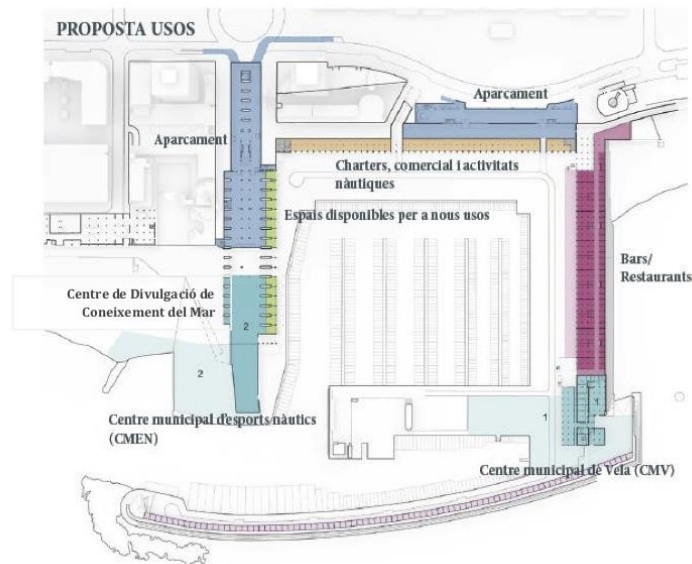 PROPOSTA USOS
Aparcament
Aparcament
Charters, comercial i activitats
nàutiques
Espais disponibles per a nous usos
Bars/
Restaurants
Centre de Divulgació de
Coneixement del Mar
2
2
1
1
Centre municipal d'esports nàutics
(CMEN)
Centre municipal de Vela (CMV)